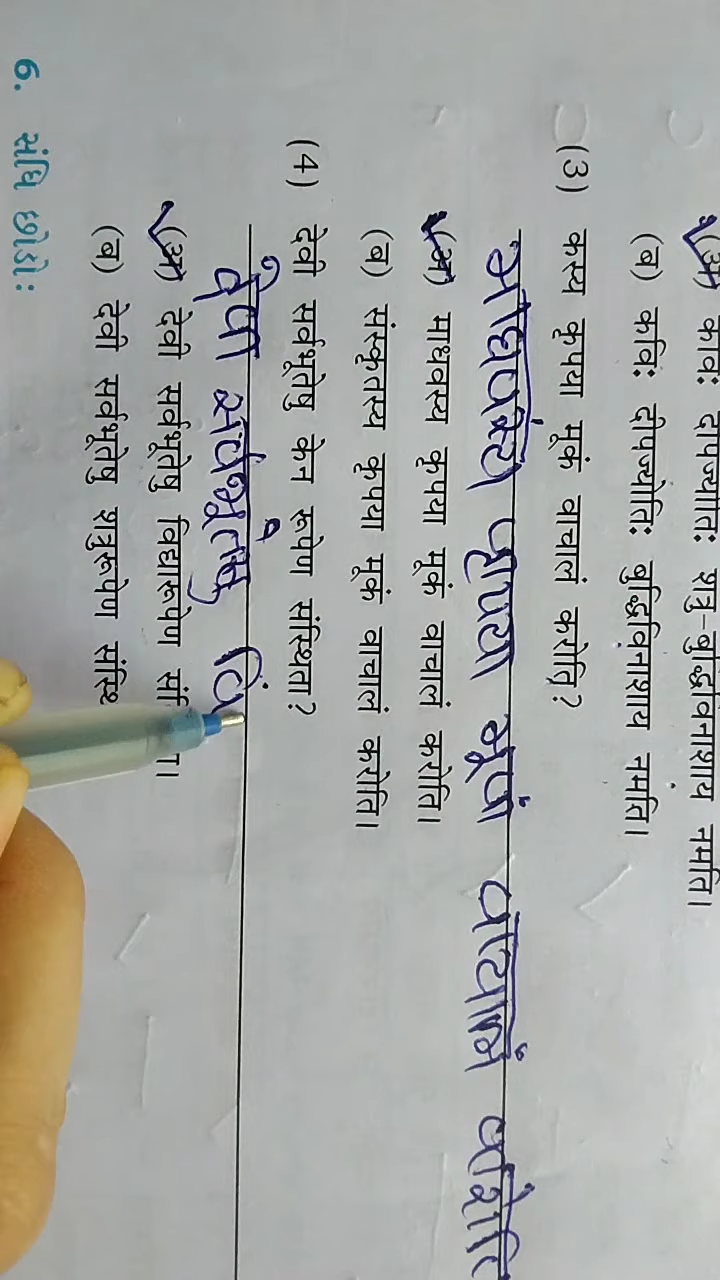 (अ) कविः दीपज्योतिः शत्रु-बुद्धिविनाशाय नमति।
(ब) कविः दीपज्योतिः बुद्धिविनाशाय नमति।
(3) कस्य कृपया मूकं वाचालं करोति?
माधवस्य कृपया मूकं वाचालं करोति
(अ) माधवस्य कृपया मूकं वाचालं करोति।
(ब) संस्कृतस्य कृपया मूकं वाचालं करोति।
(4) देवी सर्वभूतेषु केन रूपेण संस्थिता?
देवी सर्वभूतेषु वि
(अ) देवी सर्वभूतेषु विद्यारूपेण
(ब) देवी सर्वभूतेषु शत्रुरूपेण
6. સંધિ છોડો: